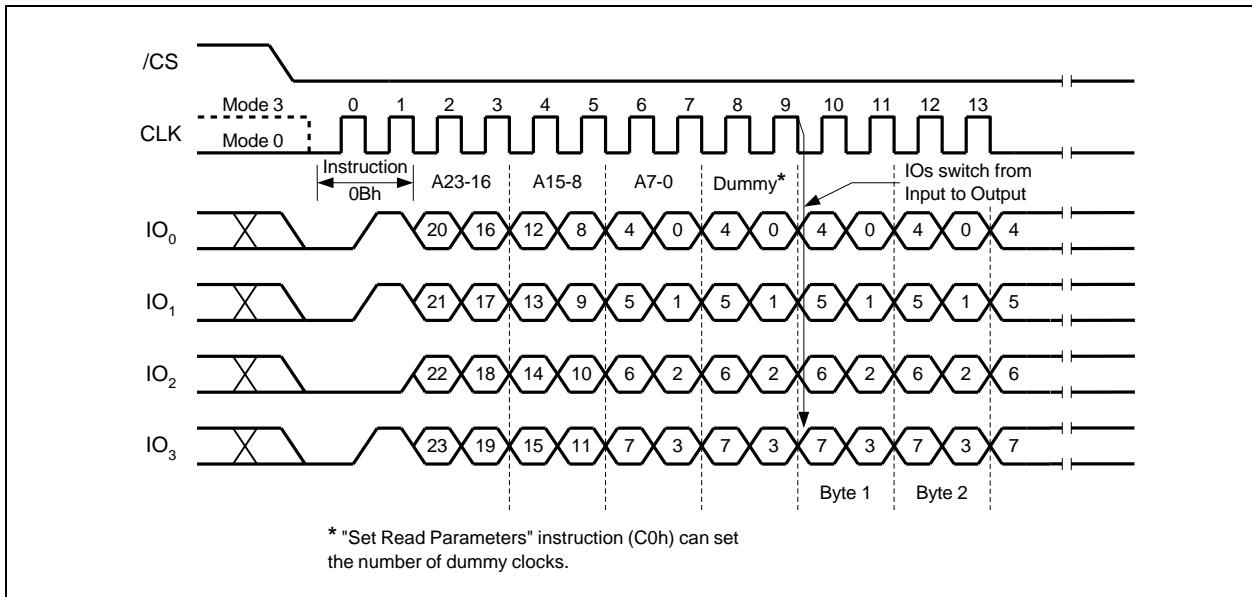 /CS
Mode 3 0 1 2 3 4 5 6 7 8 9 10 11 12 13
CLK
Mode 0
Instruction
0Bh
A23-16 A15-8 A7-0 Dummy*
IOs switch from
Input to Output
IO0 20 16 12 8 4 0 4 0 4 0 4 0 4
IO1 21 17 13 9 5 1 5 1 5 1 5 1 5
IO2 22 18 14 10 6 2 6 2 6 2 6 2 6
IO3 23 19 15 11 7 3 7 3 7 3 7 3 7
Byte 1 Byte 2
* "Set Read Parameters" instruction (C0h) can set
the number of dummy clocks.